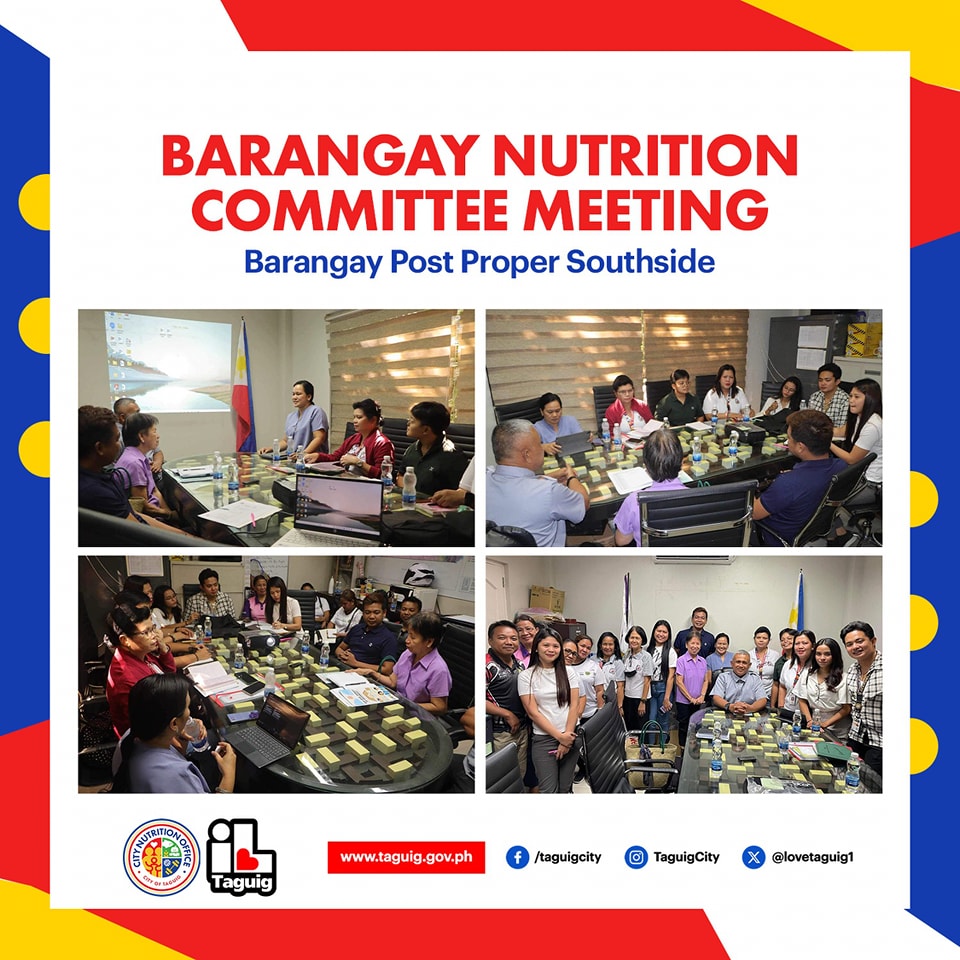 BARANGAY NUTRITION
COMMITTEE MEETING
Barangay Post Proper Southside
CITY NUTRITION OFFICE
CITY OF TAGUIG
iL
Taguig
www.taguig.gov.ph
/taguigcity
TaguigCity
@lovetaguig1